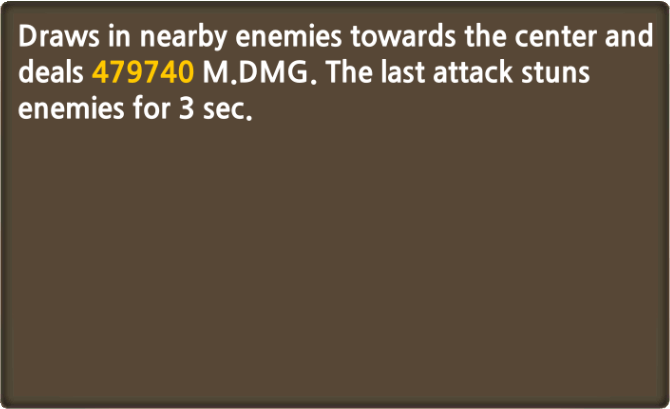 Draws in nearby enemies towards the center and
deals 479740 M.DMG. The last attack stuns
enemies for 3 sec.